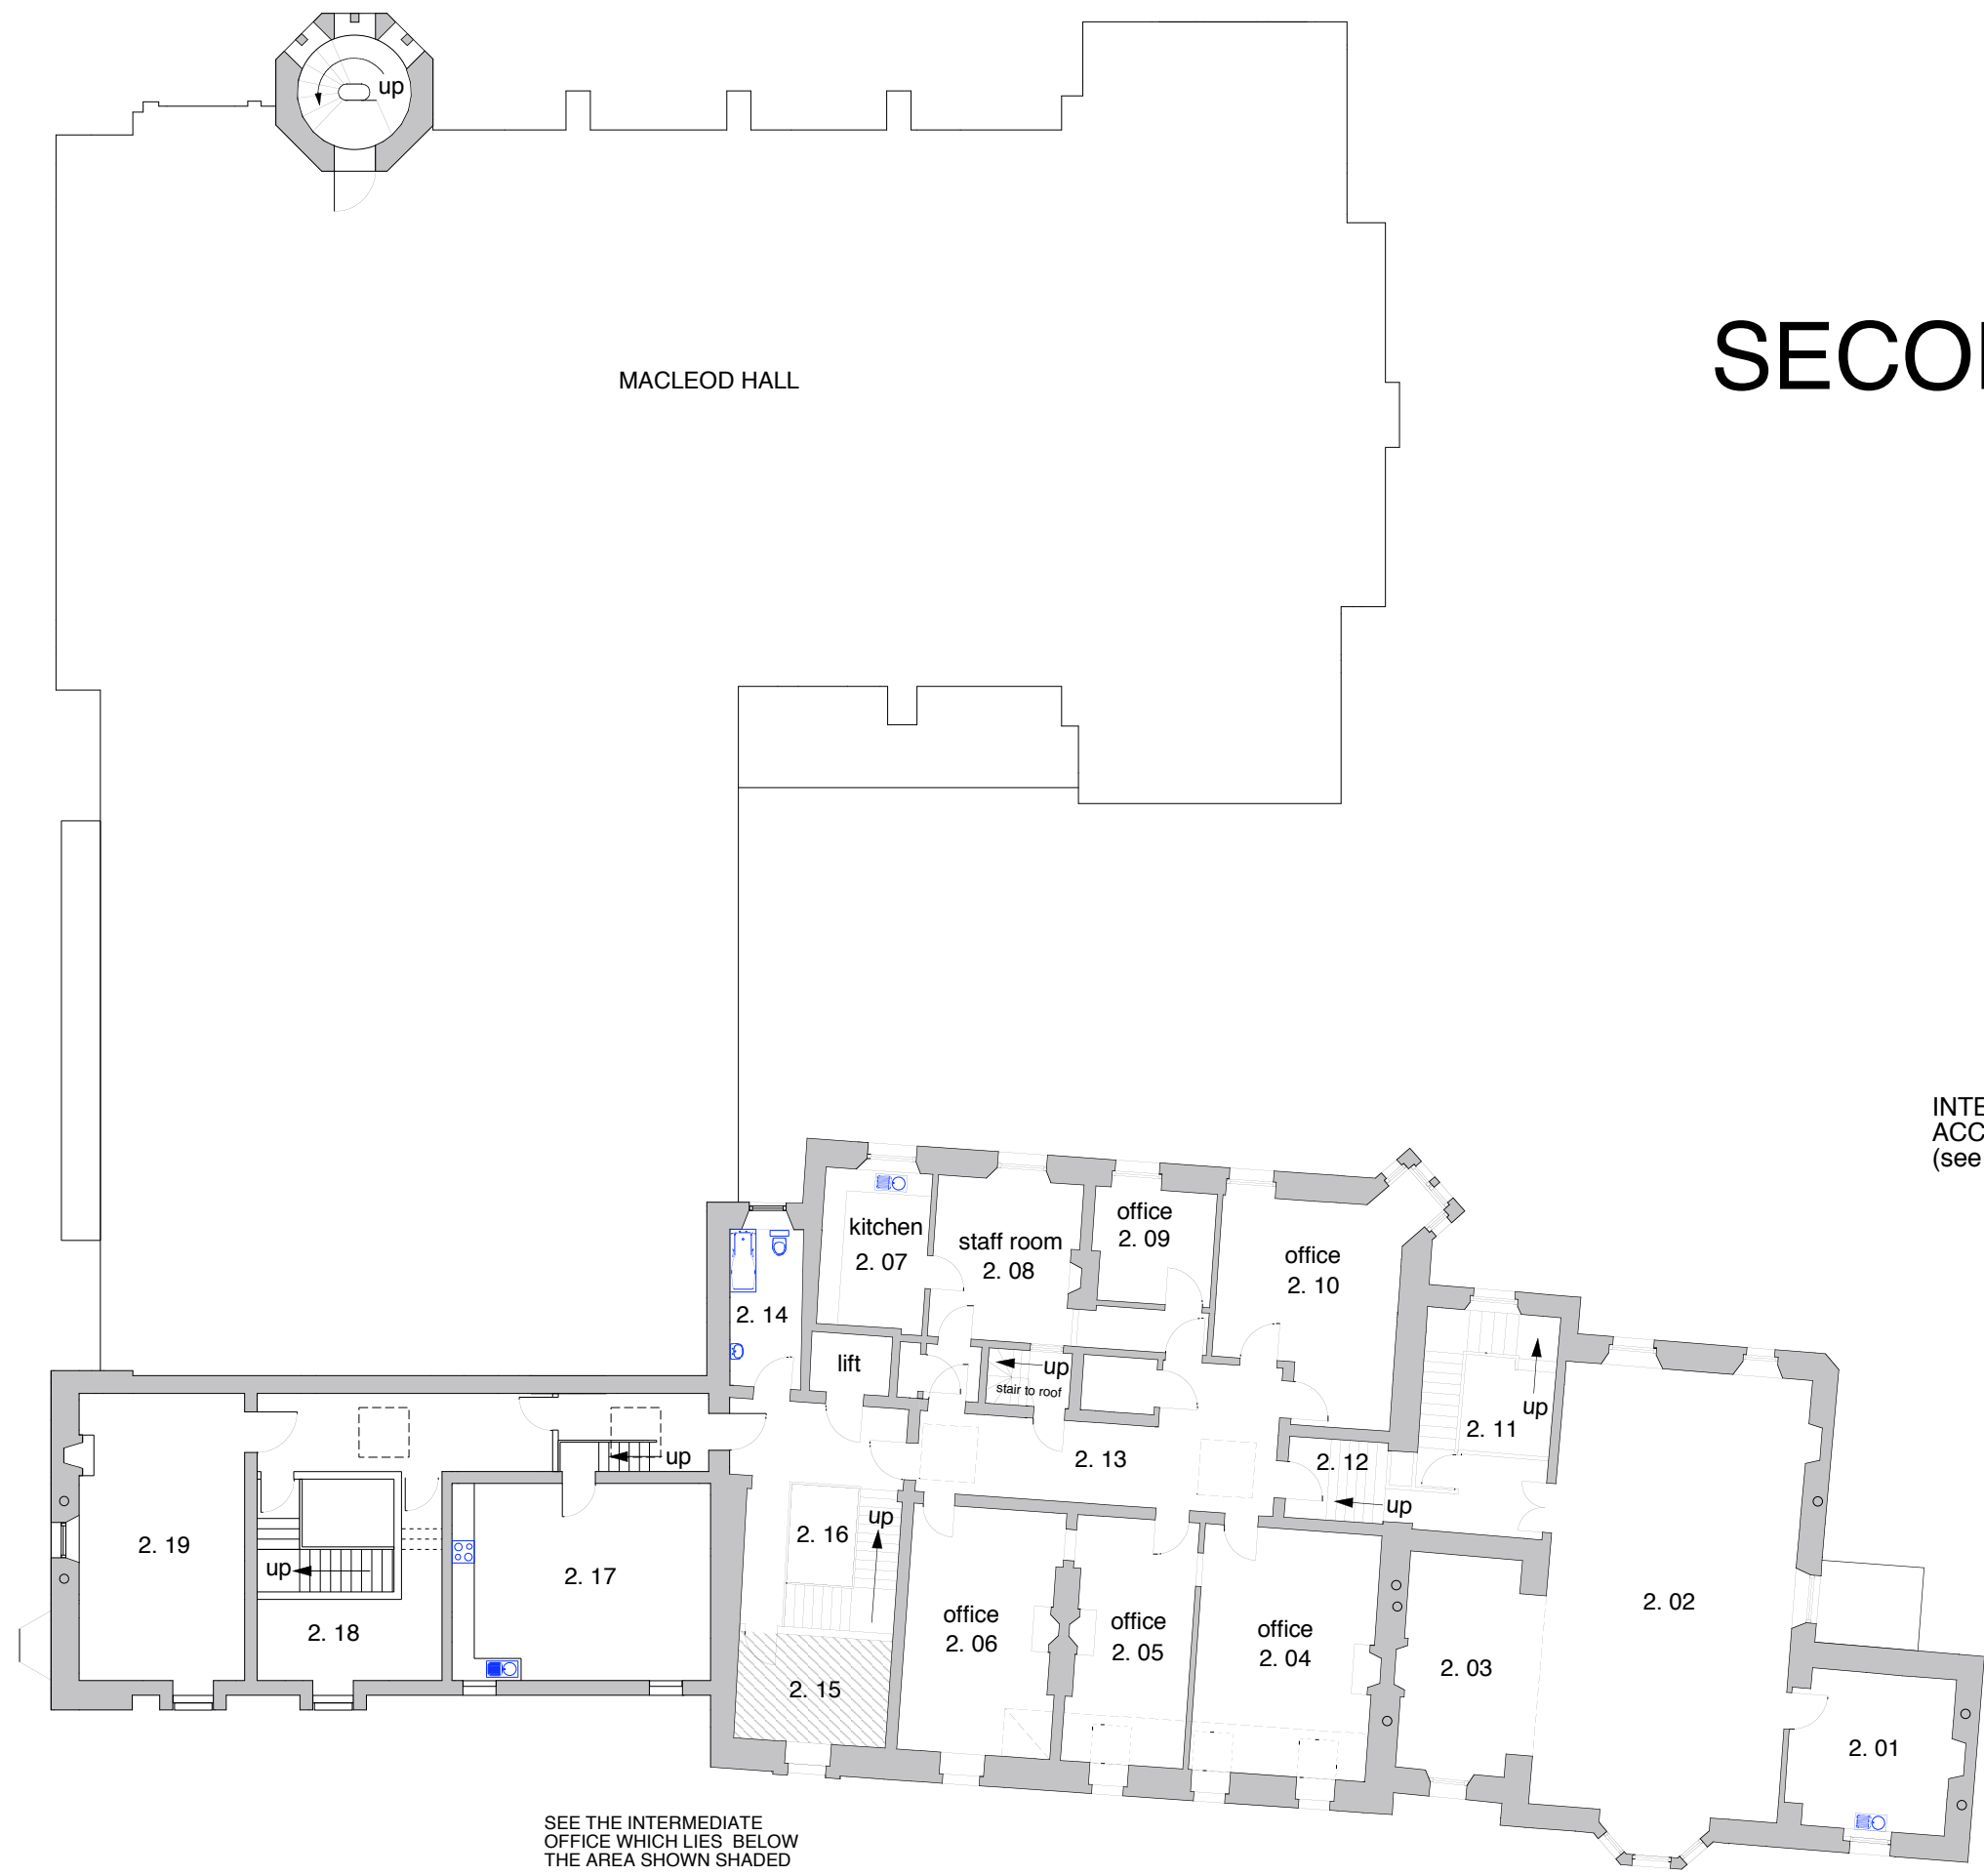 up
MACLEOD HALL
SECO
INTE
ACC
(see
kitchen
2. 07
staff room
2. 08
office
2. 09
office
2. 10
2. 14
lift
up
stair to roof
2. 13
2. 12
up
2. 11
up
up
2. 19
up
2. 18
2. 17
2. 16
up
2. 15
office
2. 06
office
2. 05
office
2. 04
2. 03
2. 02
2. 01
SEE THE INTERMEDIATE
OFFICE WHICH LIES BELOW
THE AREA SHOWN SHADED